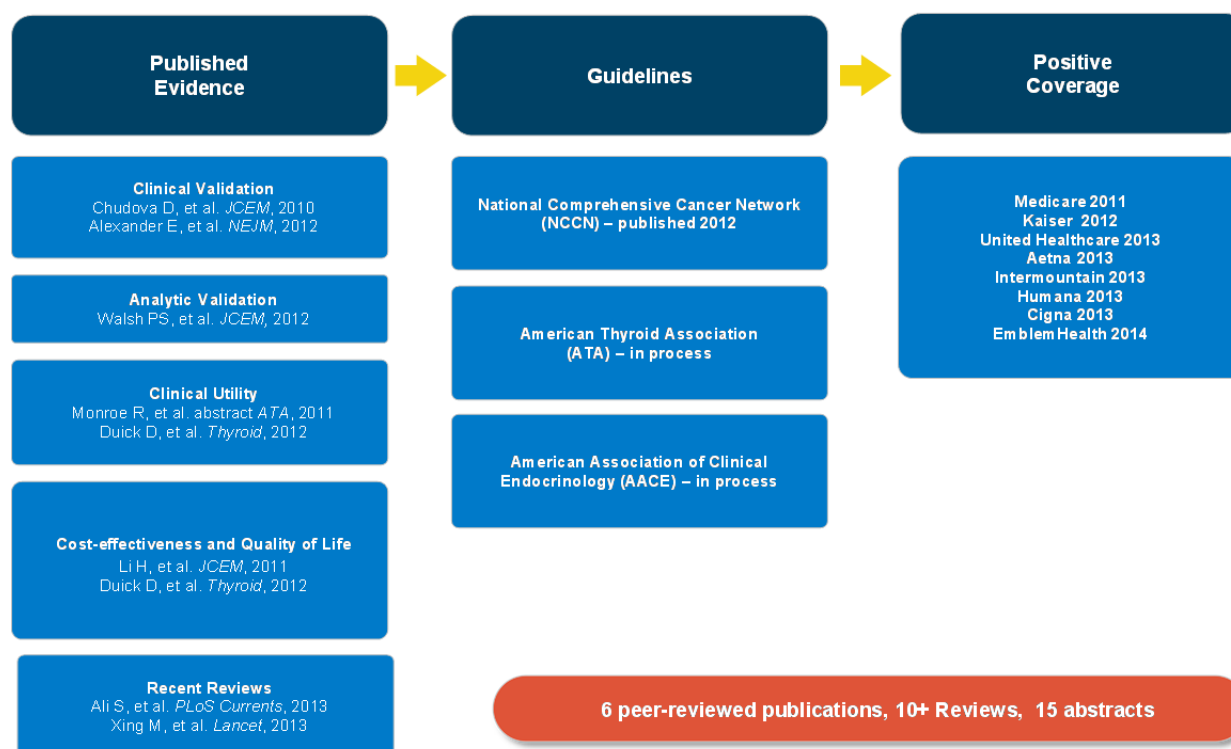 Published
Evidence
Guidelines
Positive
Coverage
Clinical Validation
Chudova D, et al. JCEM, 2010
Alexander E, et al. NEJM, 2012
Analytic Validation
Walsh PS, et al. JCEM, 2012
Clinical Utility
Monroe R, et al. abstract ATA, 2011
Duick D, et al. Thyroid, 2012
Cost-effectiveness and Quality of Life
Li H, et al. JCEM, 2011
Duick D, et al. Thyroid, 2012
Recent Reviews
Ali S, et al. PLoS Currents, 2013
Xing M, et al. Lancet, 2013
National Comprehensive Cancer Network
(NCCN) – published 2012
American Thyroid Association
(ATA) – in process
American Association of Clinical
Endocrinology (AACE) – in process
Medicare 2011
Kaiser 2012
United Healthcare 2013
Aetna 2013
Intermountain 2013
Humana 2013
Cigna 2013
EmblemHealth 2014
6 peer-reviewed publications, 10+ Reviews, 15 abstracts